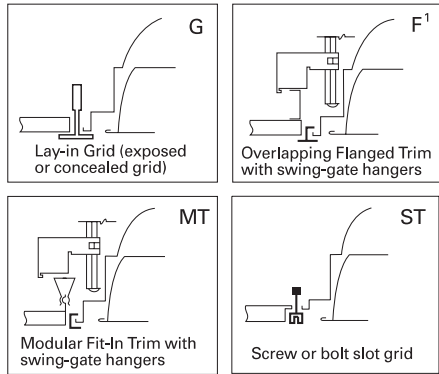 G
Lay-in Grid (exposed
or concealed grid)
F¹
Overlapping Flanged Trim
with swing-gate hangers
MT
Modular Fit-In Trim with
swing-gate hangers
ST
Screw or bolt slot grid